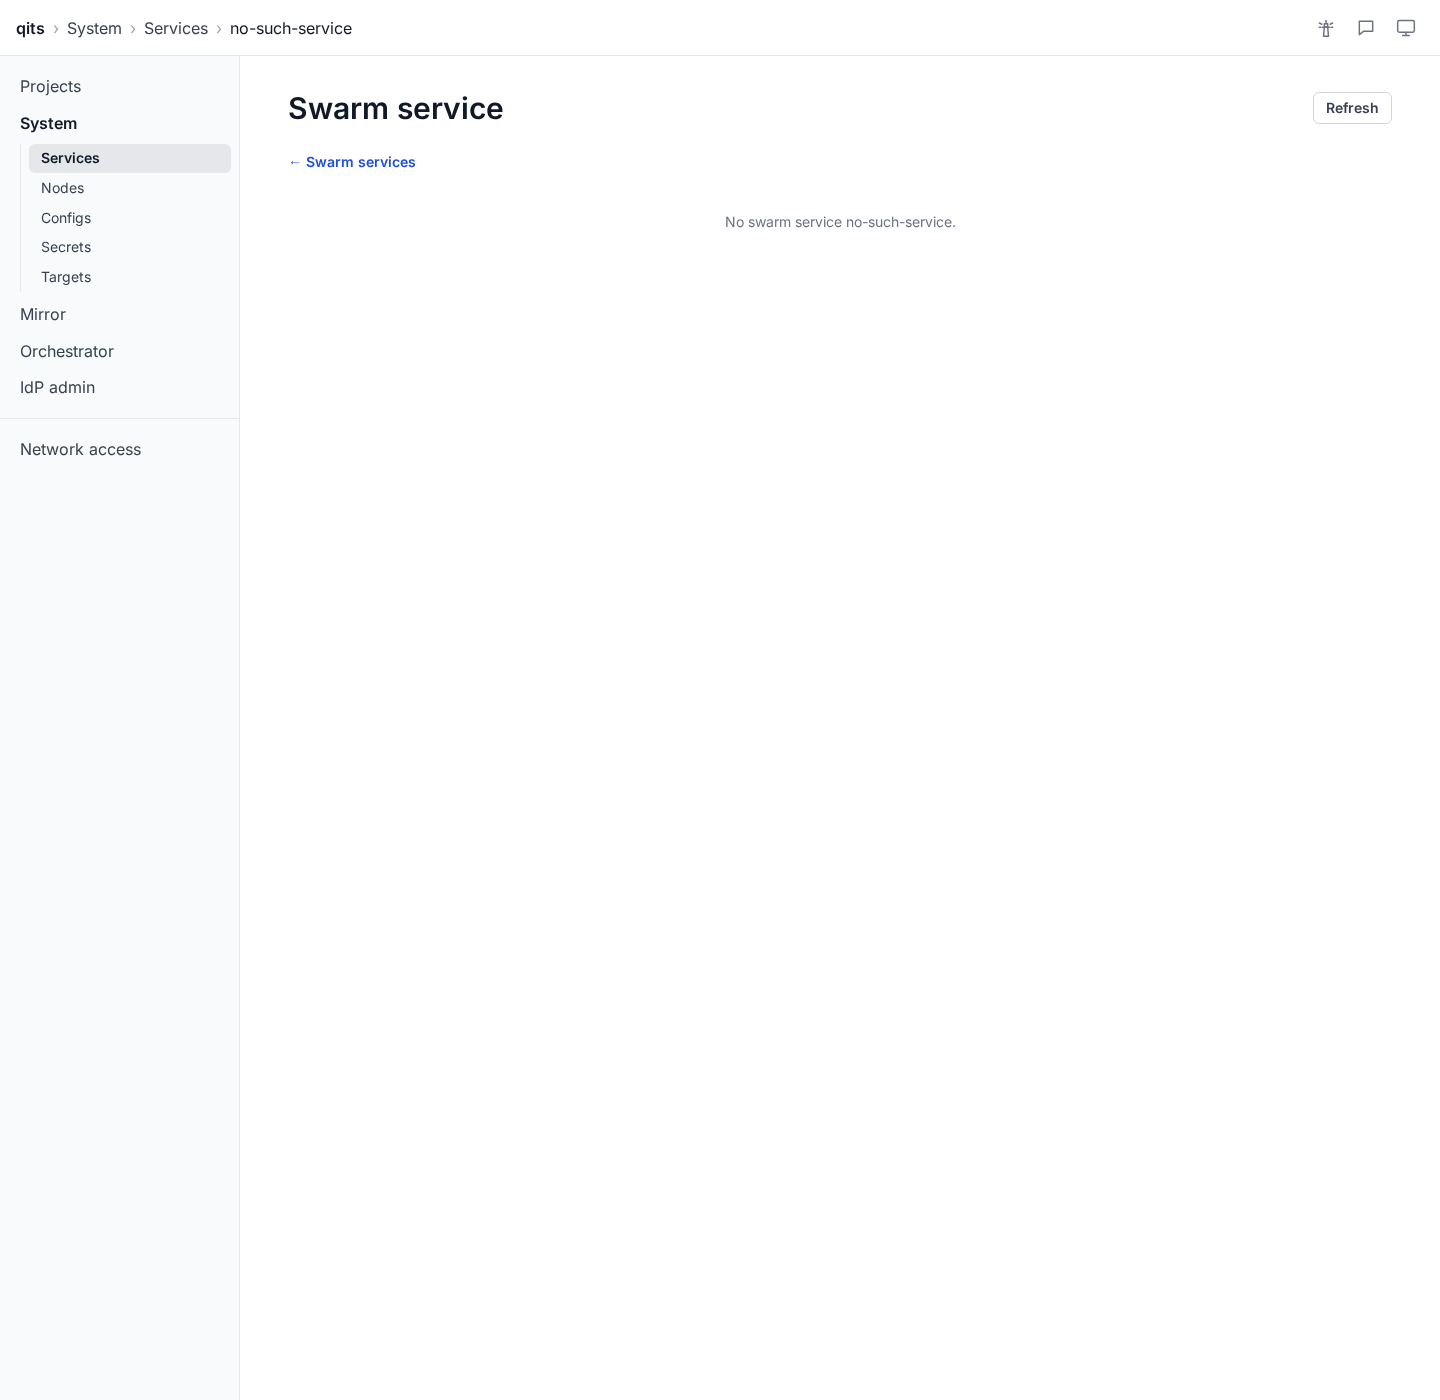 qits › System › Services › no-such-service
Projects
System
Services
Nodes
Configs
Secrets
Targets
Mirror
Orchestrator
IdP admin
Network access
Swarm service
Refresh
← Swarm services
No swarm service no-such-service.